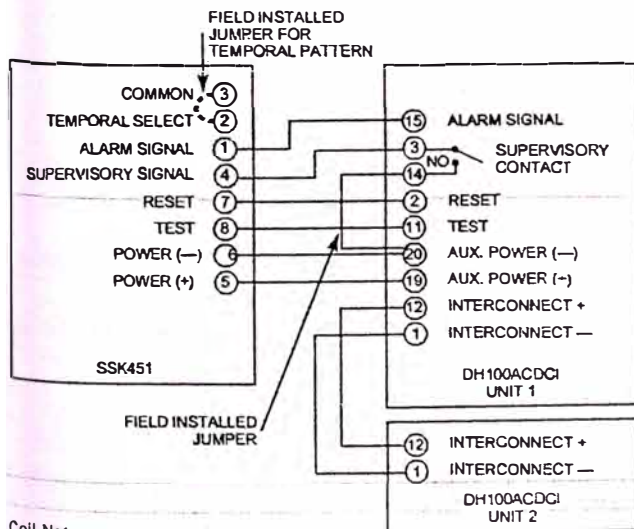 FIELD INSTALLED
JUMPER FOR
TEMPORAL PATTERN
COMMON 3
TEMPORAL SELECT 2
ALARM SIGNAL 1
SUPERVISORY SIGNAL 4
RESET 7
TEST 8
POWER (—) 6
POWER (+) 5
SSK451
FIELD INSTALLED
JUMPER
15 ALARM SIGNAL
3
NO
14
SUPERVISORY
CONTACT
2 RESET
11 TEST
20 AUX. POWER (—)
19 AUX. POWER (+)
12 INTERCONNECT +
1 INTERCONNECT —
DH100ACDCI
UNIT 1
12 INTERCONNECT +
1 INTERCONNECT —
DH100ACDCI
UNIT 2
Coil